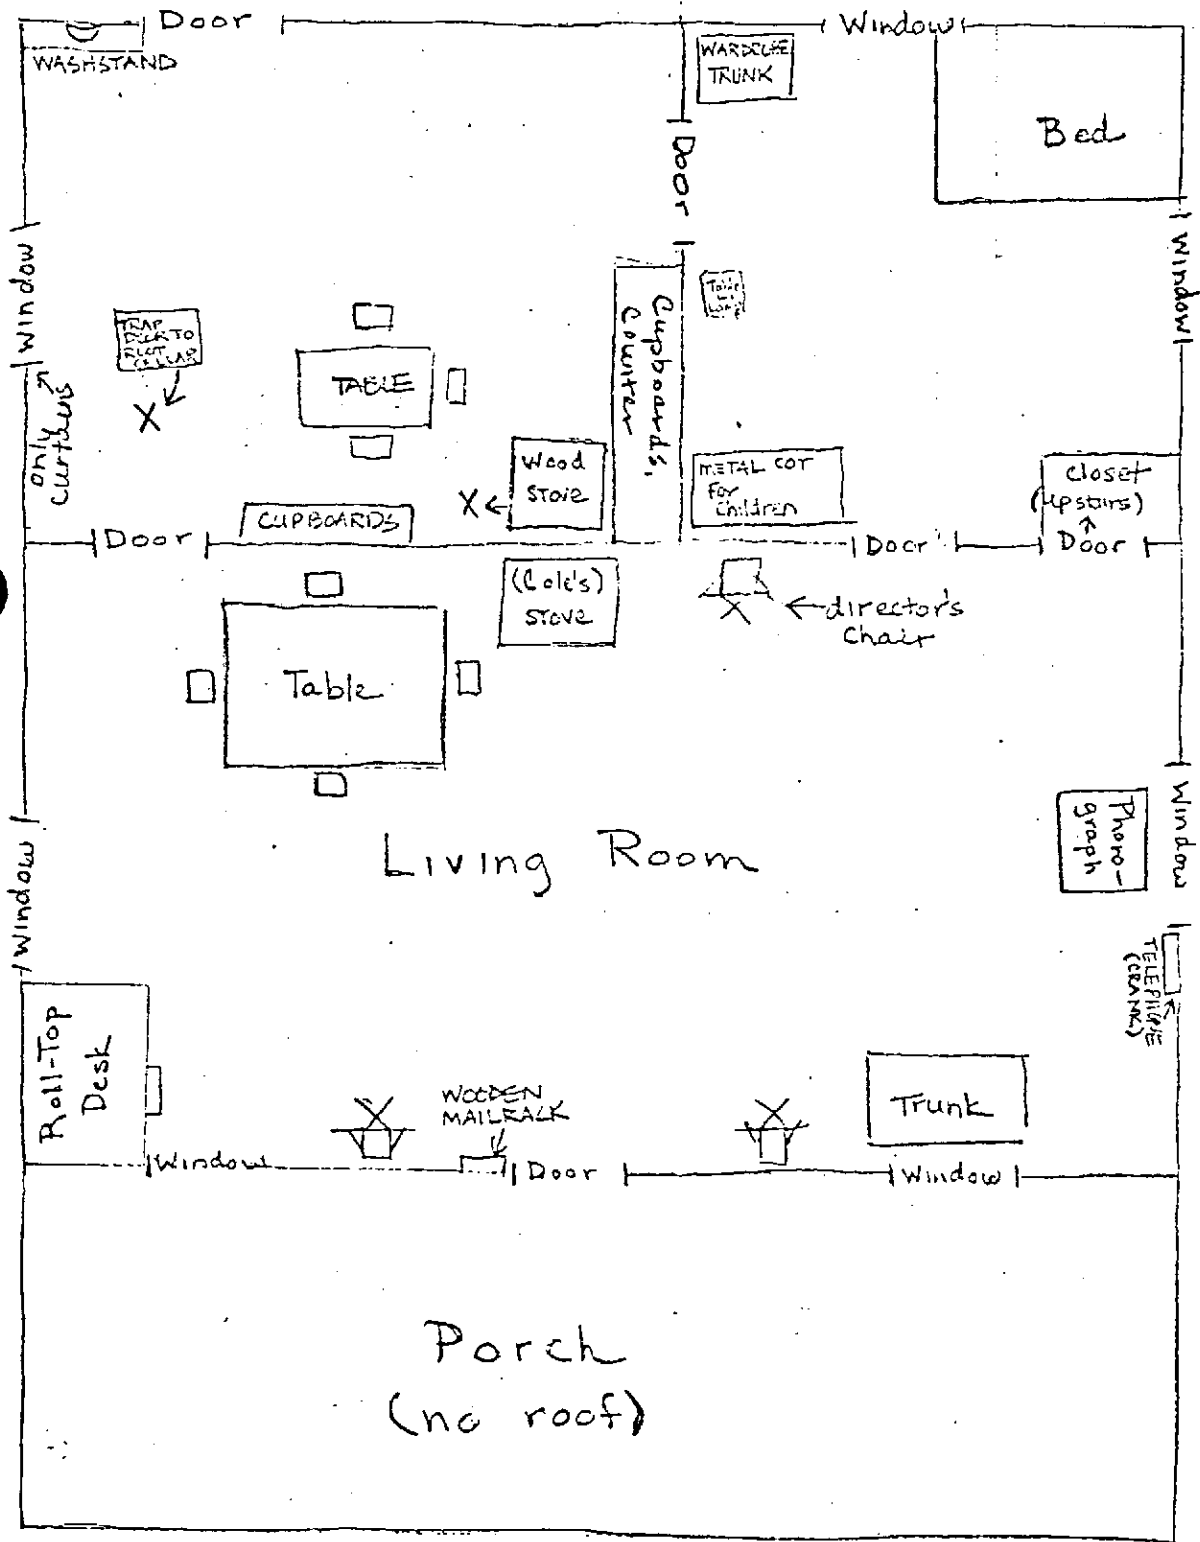 Door
Window
WASHSTAND
WARDROBE
TRUNK
Bed
Door
Window
Window
only
curtains
TRAP
DOOR TO
ROOT
CELLAR
X
TABLE
Cupboards,
Counter
Table
Wood
Stove
X
METAL COT
For
Children
Closet
(upstairs)
CUPBOARDS
Door
Door
Door
(Cole's)
Stove
X
director's
Chair
Table
Living Room
Phono-
graph
Window
Window
TELEPHONE
(CRANK)
Roll-Top
Desk
X
WOODEN
MAILRACK
X
Trunk
Window
Door
Window
Porch
(no roof)